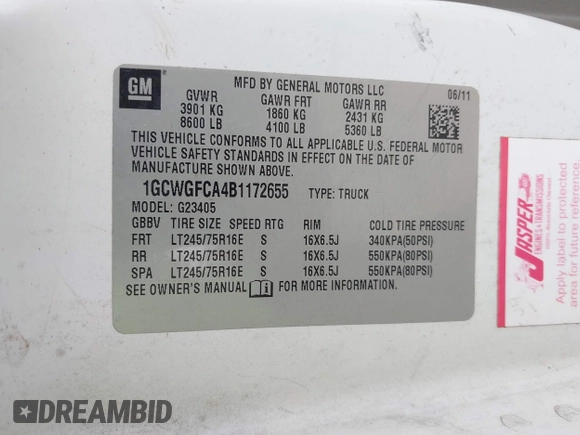 GM
MFD BY GENERAL MOTORS LLC
06/11
GVWR GAWR FRT GAWR RR
3901 KG 1860 KG 2431 KG
8600 LB 4100 LB 5360 LB
THIS VEHICLE CONFORMS TO ALL APPLICABLE U.S. FEDERAL MOTOR
VEHICLE SAFETY STANDARDS IN EFFECT ON THE DATE OF
MANUFACTURE SHOWN ABOVE.
1GCWGFCA4B1172655 TYPE: TRUCK
MODEL: G23405
GBBV TIRE SIZE SPEED RTG RIM COLD TIRE PRESSURE
FRT LT245/75R16E S 16X6.5J 340KPA(50PSI)
RR LT245/75R16E S 16X6.5J 550KPA(80PSI)
SPA LT245/75R16E S 16X6.5J 550KPA(80PSI)
SEE OWNER'S MANUAL FOR ADDITIONAL INFORMATION.
JASPER
ENGINES & TRANSMISSIONS
Apply label to protected
area for future
DREAMBID